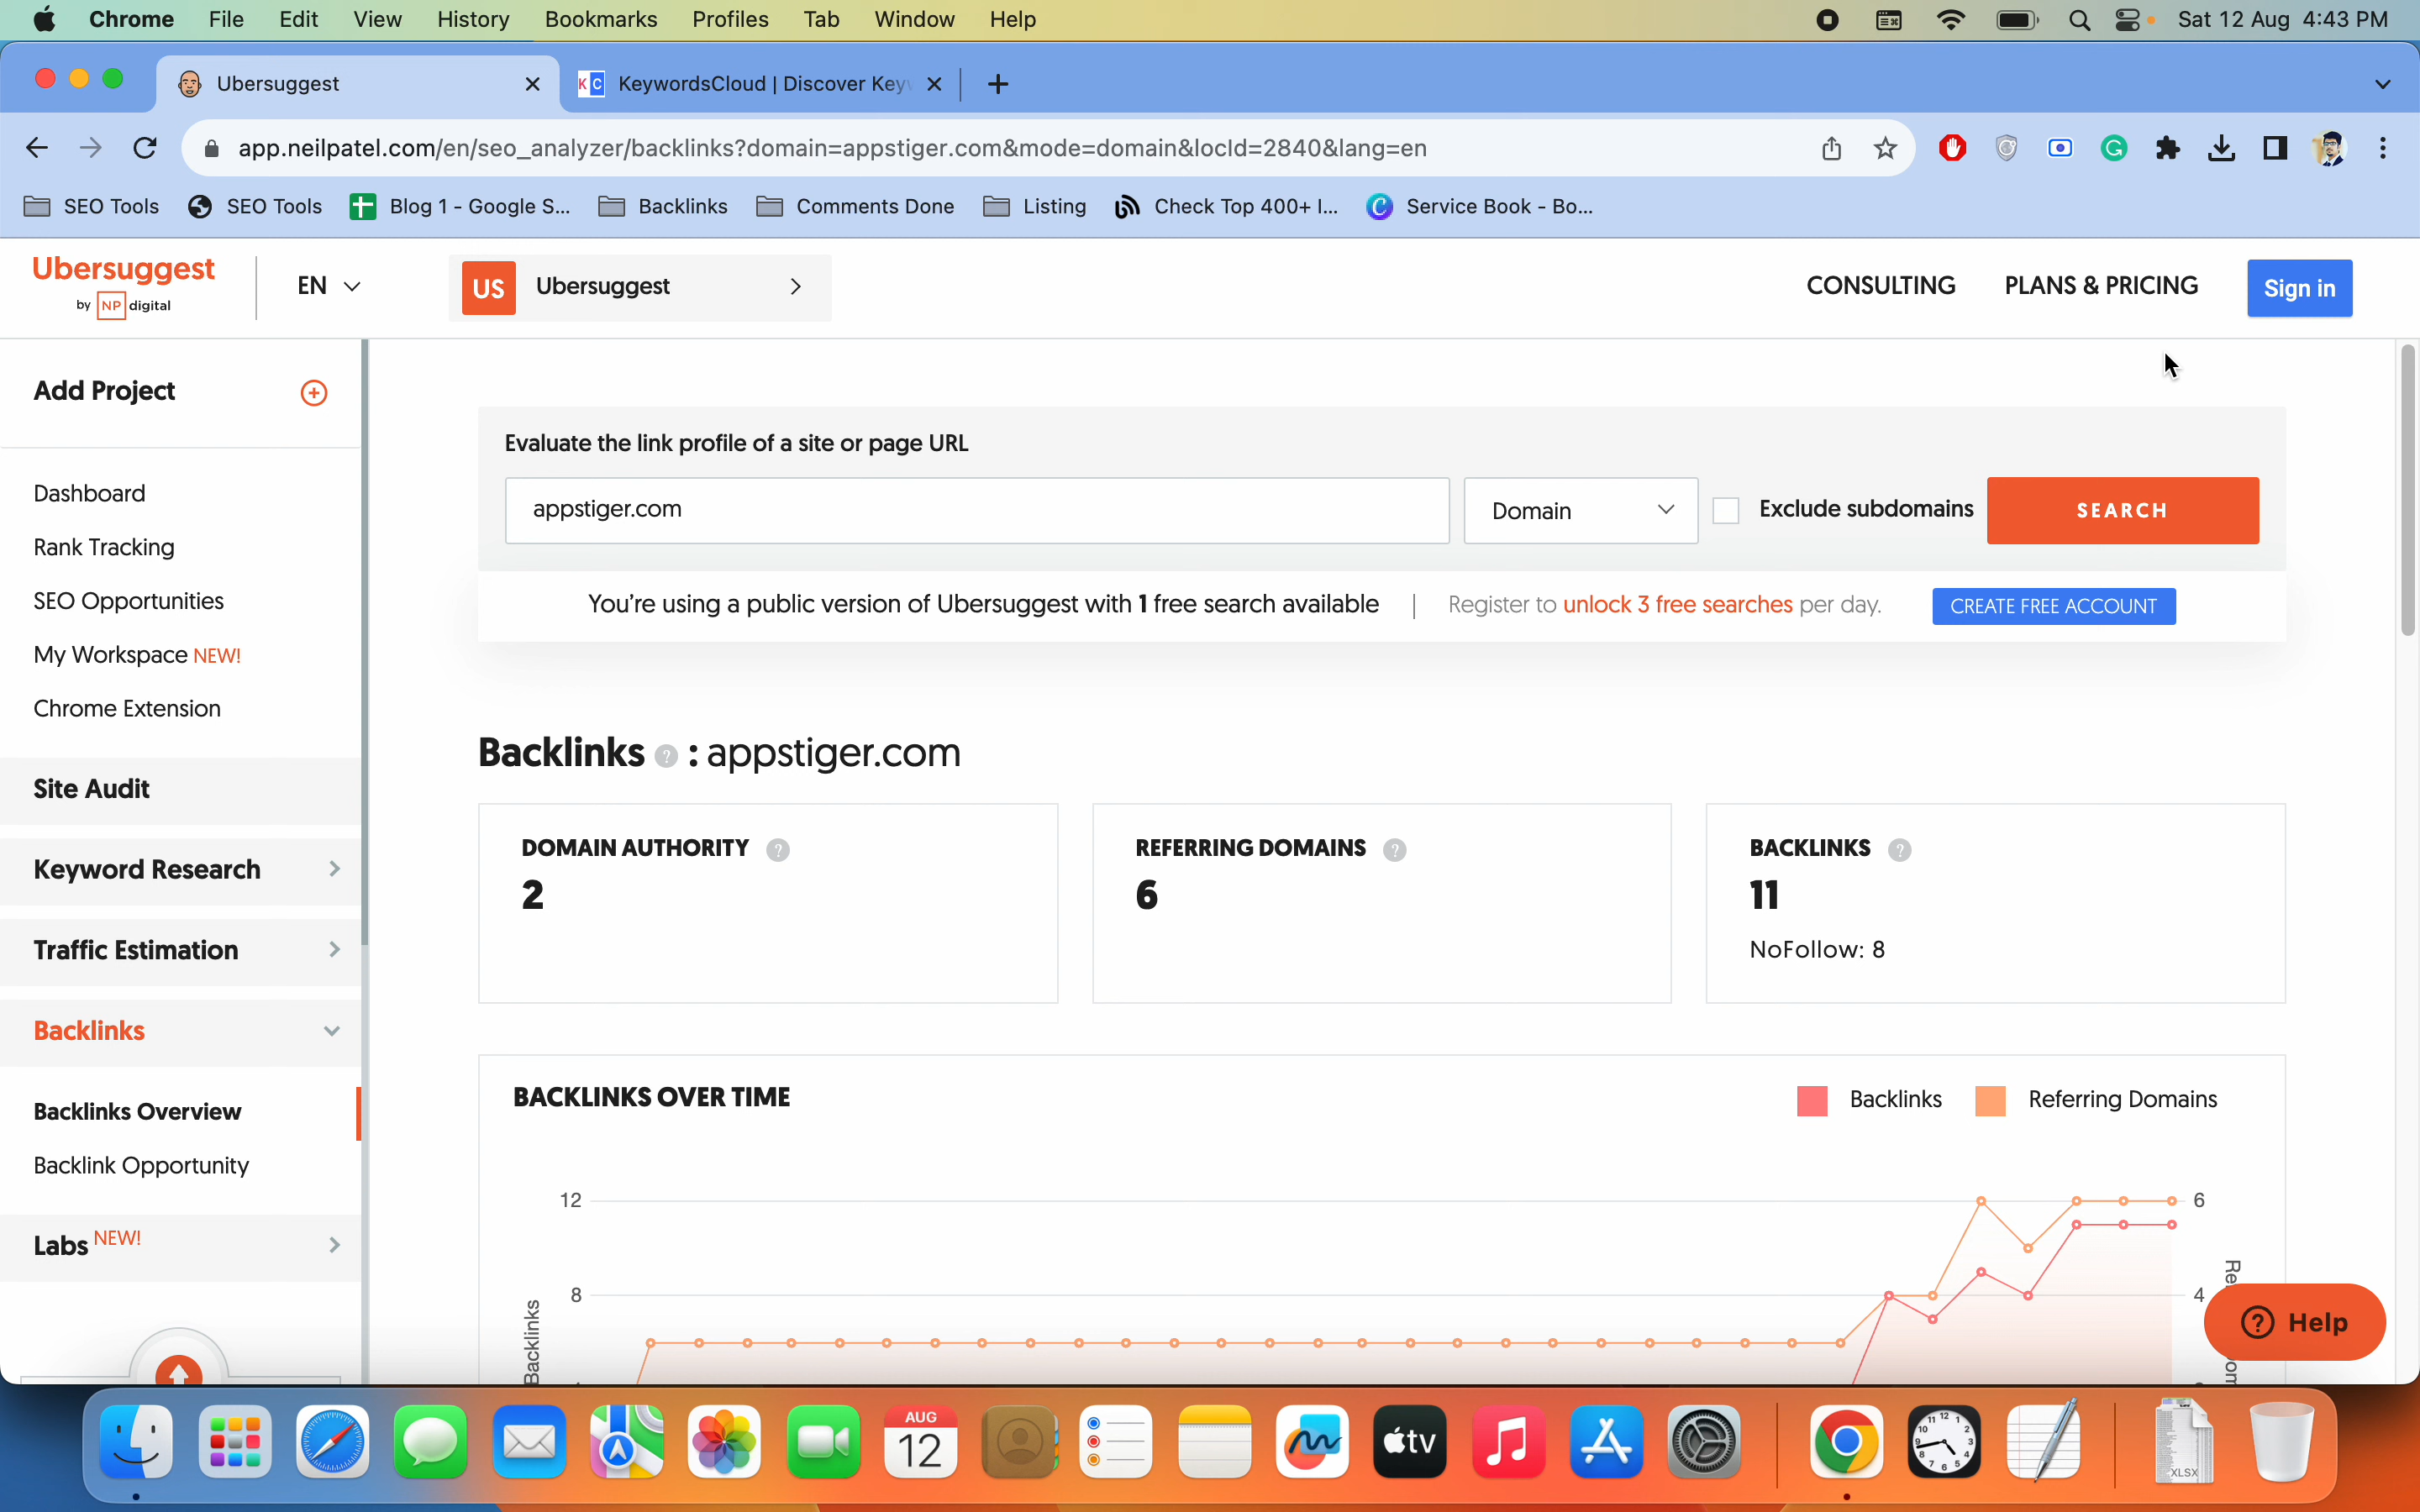 Chrome File Edit View History Bookmarks Profiles Tab Window Help Sat 12 Aug 4:43 PM
Ubersuggest KeywordsCloud | Discover Key
app.neilpatel.com/en/seo_analyzer/backlinks?domain=appstiger.com&mode=domain&locId=2840&lang=en
SEO Tools SEO Tools Blog 1 - Google S... Backlinks Comments Done Listing Check Top 400+ I... Service Book - Bo...
Ubersuggest
by NP digital
EN
US Ubersuggest
CONSULTING PLANS & PRICING Sign in
Add Project
Dashboard
Rank Tracking
SEO Opportunities
My Workspace NEW!
Chrome Extension
Site Audit
Keyword Research
Traffic Estimation
Backlinks
Backlinks Overview
Backlink Opportunity
Labs NEW!
Evaluate the link profile of a site or page URL
appstiger.com Domain Exclude subdomains SEARCH
You're using a public version of Ubersuggest with 1 free search available | Register to unlock 3 free searches per day. CREATE FREE ACCOUNT
Backlinks ? : appstiger.com
DOMAIN AUTHORITY ?
2
REFERRING DOMAINS ?
6
BACKLINKS ?
11
NoFollow: 8
BACKLINKS OVER TIME
Backlinks Referring Domains
12 6
8 4
Backlinks
? Help
AUG
12
tv
XLSX